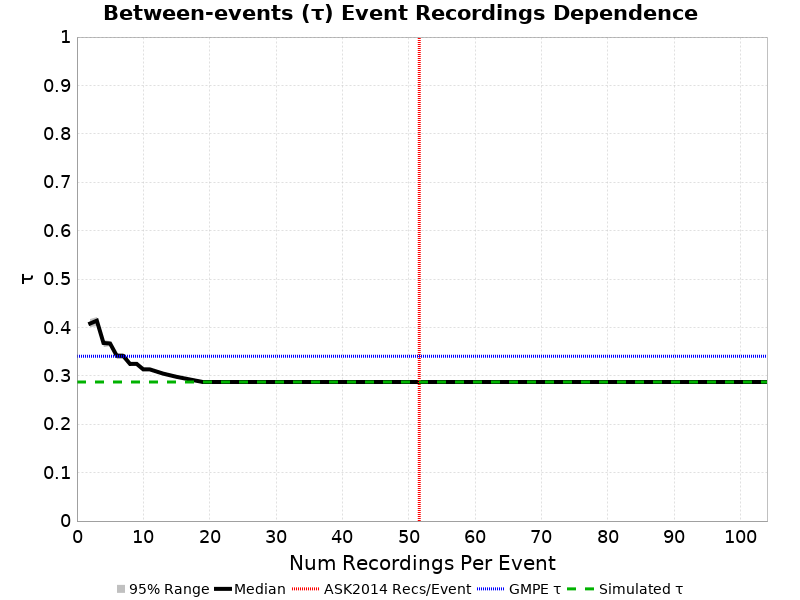 Between-events (τ) Event Recordings Dependence
1
0.9
0.8
0.7
0.6
0.5
0.4
0.3
0.2
0.1
0
τ
0 10 20 30 40 50 60 70 80 90 100
Num Recordings Per Event
95% Range Median ASK2014 Recs/Event GMPE τ Simulated τ